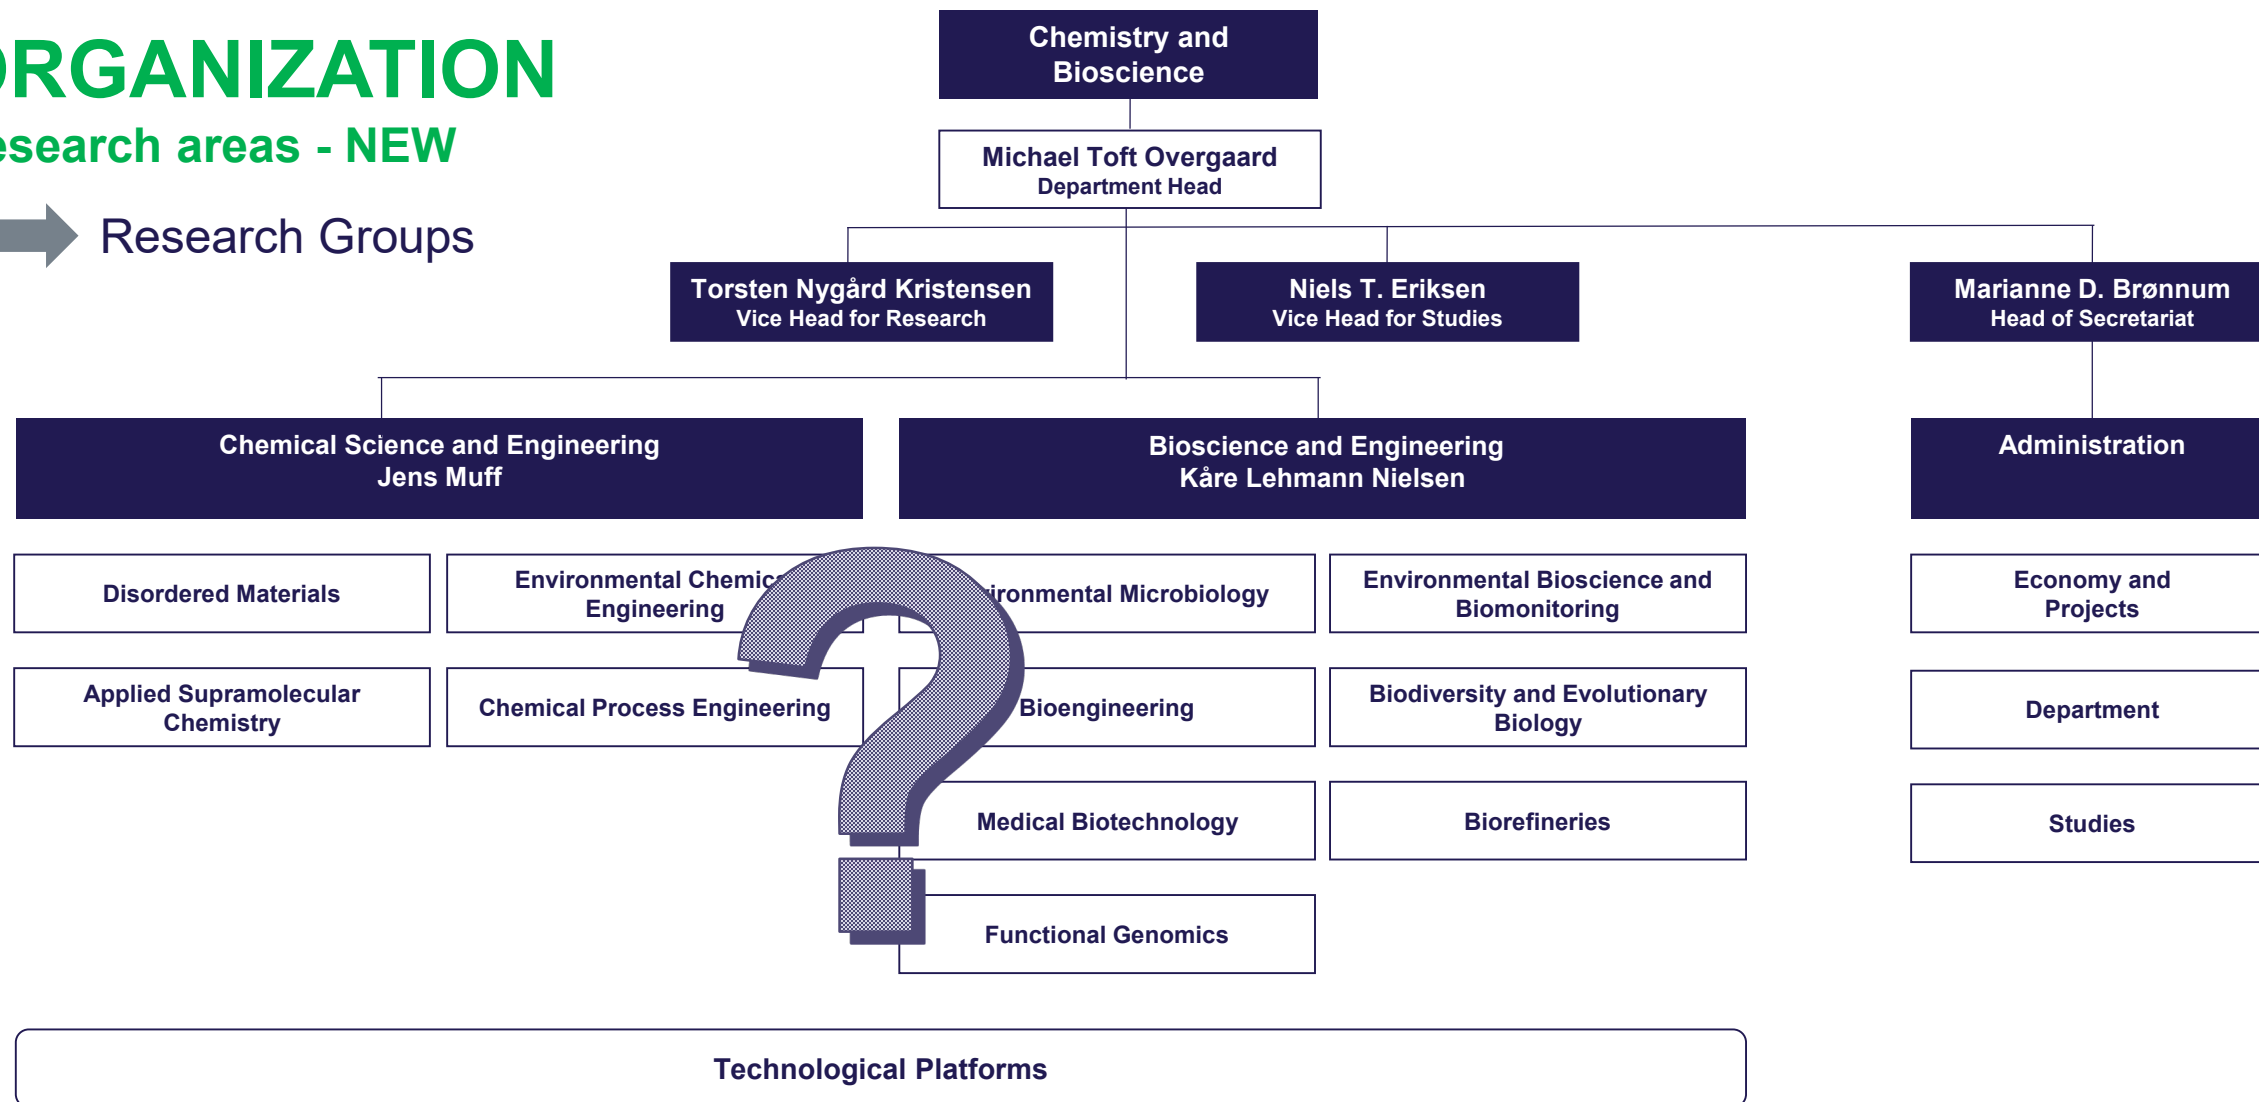 ORGANIZATION
esearch areas - NEW
Research Groups
Chemistry and
Bioscience
Michael Toft Overgaard
Department Head
Torsten Nygård Kristensen
Vice Head for Research
Niels T. Eriksen
Vice Head for Studies
Marianne D. Brønnum
Head of Secretariat
Chemical Science and Engineering
Jens Muff
Bioscience and Engineering
Kåre Lehmann Nielsen
Administration
Disordered Materials
Environmental Chemic
Engineering
ironmental Microbiology
Environmental Bioscience and
Biomonitoring
Economy and
Projects
Applied Supramolecular
Chemistry
Chemical Process Engineering
Bioengineering
Biodiversity and Evolutionary
Biology
Department
Medical Biotechnology
Biorefineries
Studies
Functional Genomics
?
Technological Platforms